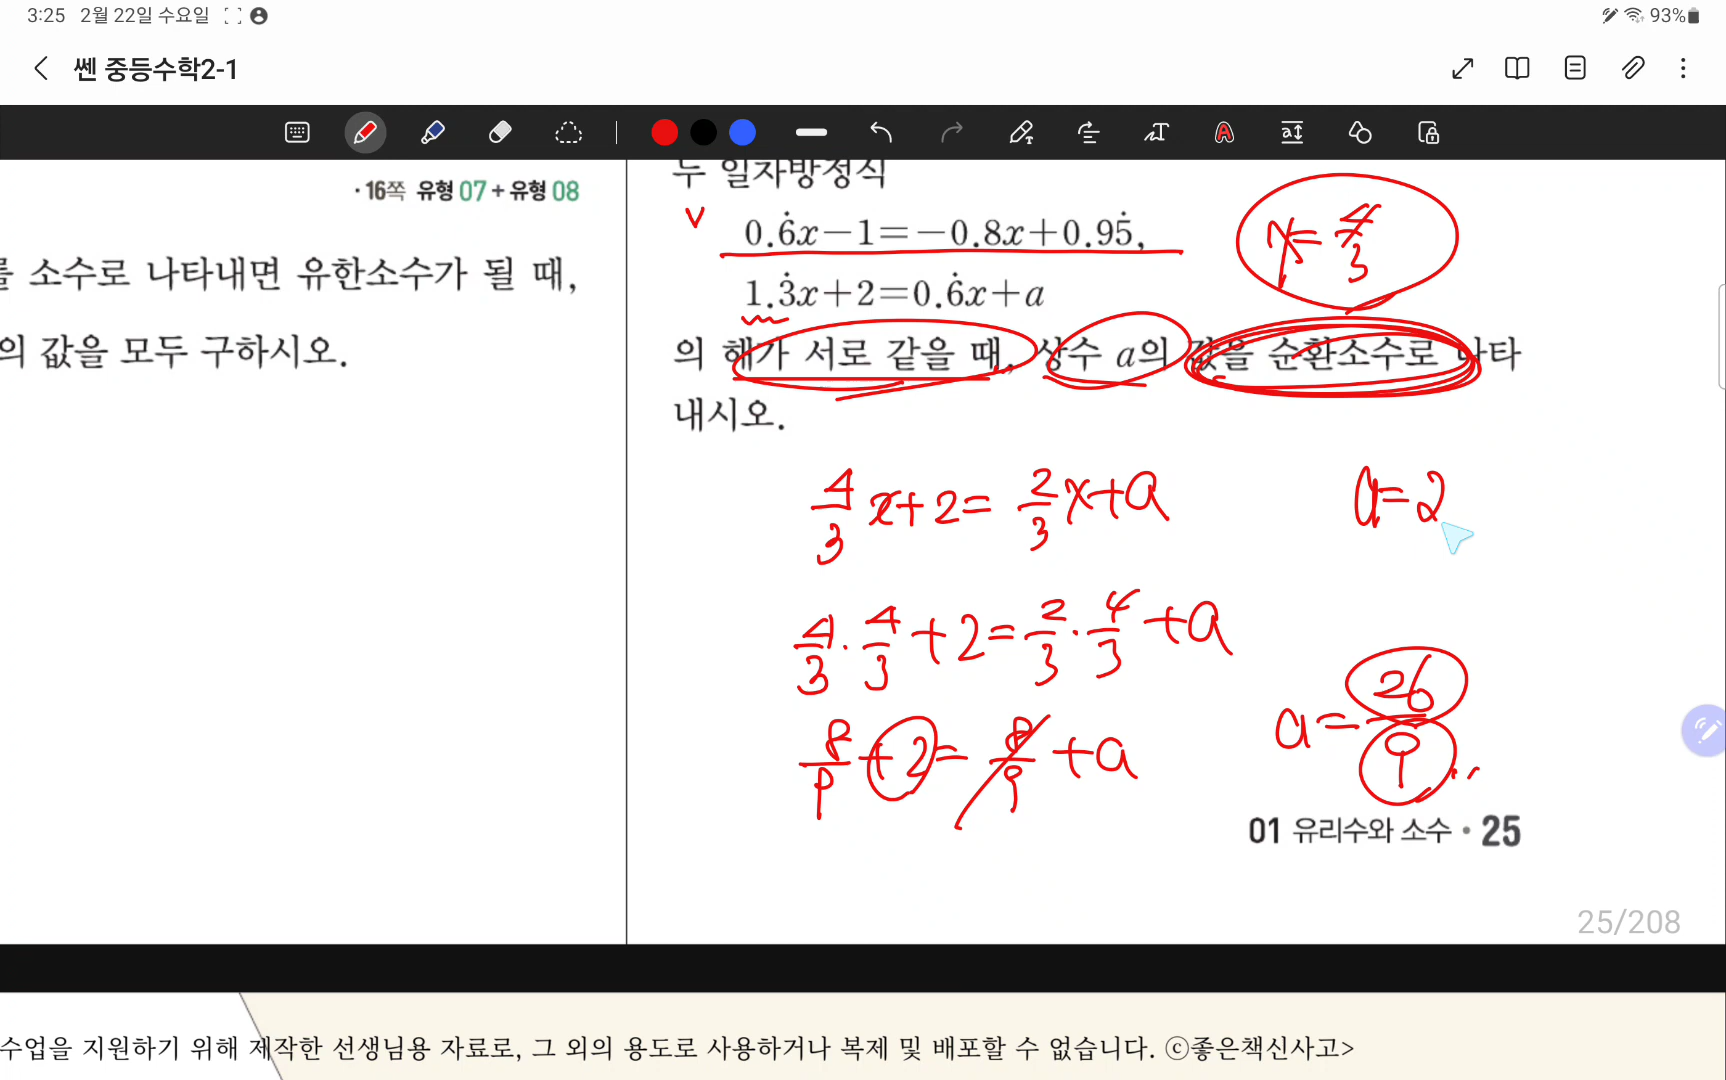 3:25 2월 22일 수요일
93%
쎈 중등수학2-1
· 16쪽 유형 07 + 유형 08
를 소수로 나타내면 유한소수가 될 때,
의 값을 모두 구하시오.
두 일차방정식
v
0.6̇x−1=−0.8x+0.95̇,
x=4/3
1.3̇x+2=0.6̇x+a
의 해가 서로 같을 때, 상수 a의 값을 순환소수로 나타
내시오.
4/3 x+2= 2/3 x+a
a=2
4/3 · 4/3 +2= 2/3 · 4/3 +a
8/9 +2= 8/9 +a
a= 26/9
01 유리수와 소수 · 25
25/208
수업을 지원하기 위해 제작한 선생님용 자료로, 그 외의 용도로 사용하거나 복제 및 배포할 수 없습니다. ⓒ좋은책신사고>